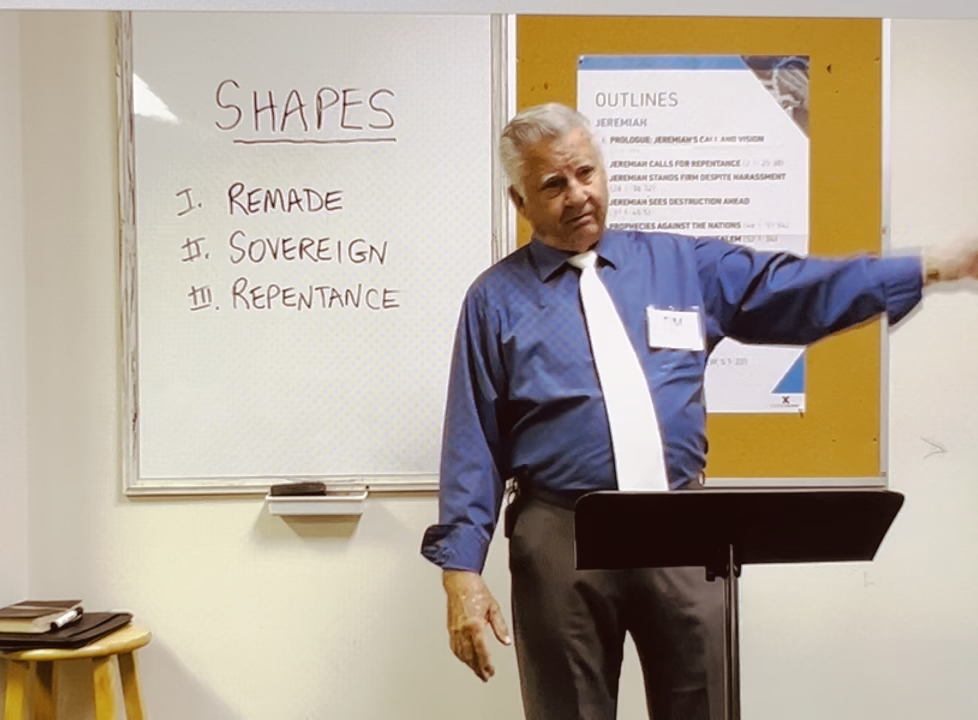 SHAPES
I. REMADE
II. SOVEREIGN
III. REPENTANCE
OUTLINES
JEREMIAH
PROLOGUE: JEREMIAH'S CALL AND VISION
JEREMIAH CALLS FOR REPENTANCE
JEREMIAH STANDS FIRM DESPITE HARASSMENT
JEREMIAH SEES DESTRUCTION AHEAD
PROPHECIES AGAINST THE NATIONS